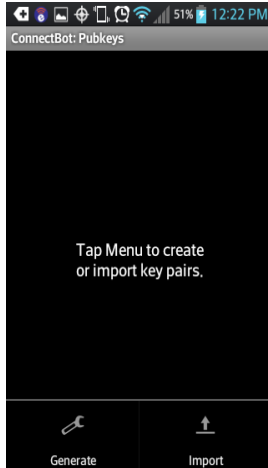 51% 12:22 PM
ConnectBot: Pubkeys
Tap Menu to create
or import key pairs.
Generate Import